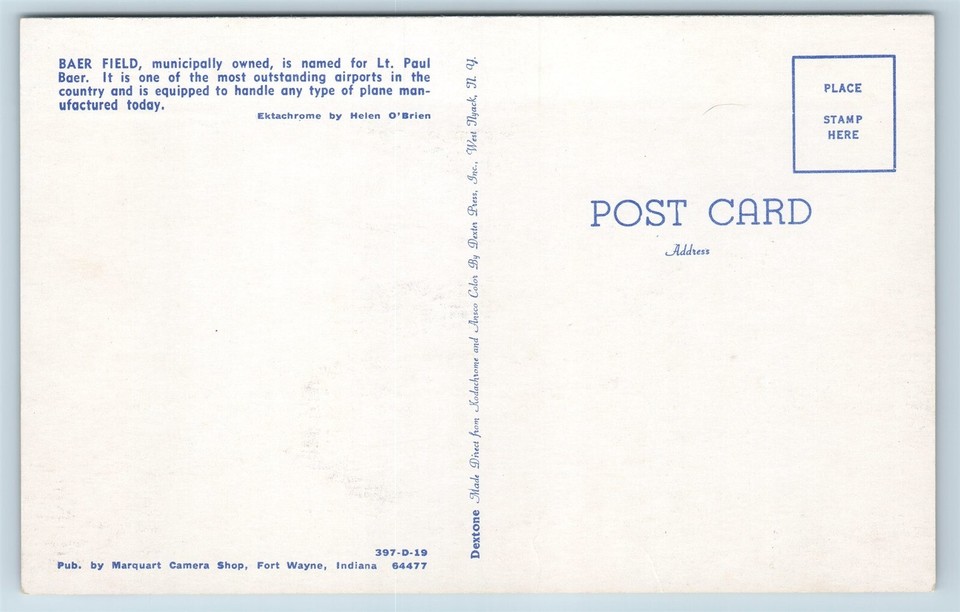 BAER FIELD, municipally owned, is named for Lt. Paul
Baer. It is one of the most outstanding airports in the
country and is equipped to handle any type of plane man-
ufactured today.
Ektachrome by Helen O'Brien
397-D-19
Pub. by Marquart Camera Shop, Fort Wayne, Indiana 64477
Dextone Made Direct from Kodachrome and Ansco Color By Dexter Press, Inc., West Nyack, N. Y.
PLACE
STAMP
HERE
POST CARD
Address